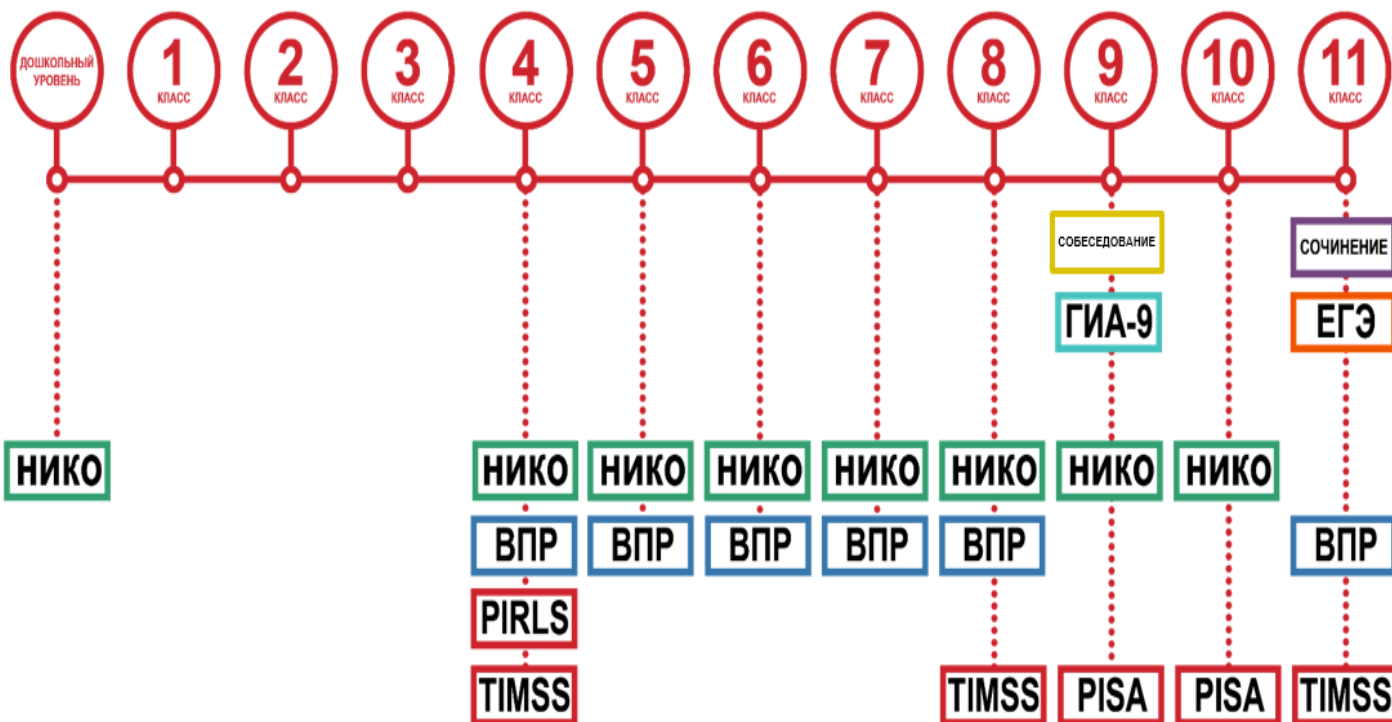 ДОШКОЛЬНЫЙ
УРОВЕНЬ
1
КЛАСС
2
КЛАСС
3
КЛАСС
4
КЛАСС
5
КЛАСС
6
КЛАСС
7
КЛАСС
8
КЛАСС
9
КЛАСС
10
КЛАСС
11
КЛАСС
СОБЕСЕДОВАНИЕ
СОЧИНЕНИЕ
ГИА-9
ЕГЭ
НИКО
НИКО
НИКО
НИКО
НИКО
НИКО
НИКО
НИКО
ВПР
ВПР
ВПР
ВПР
ВПР
ВПР
PIRLS
TIMSS
TIMSS
PISA
PISA
TIMSS